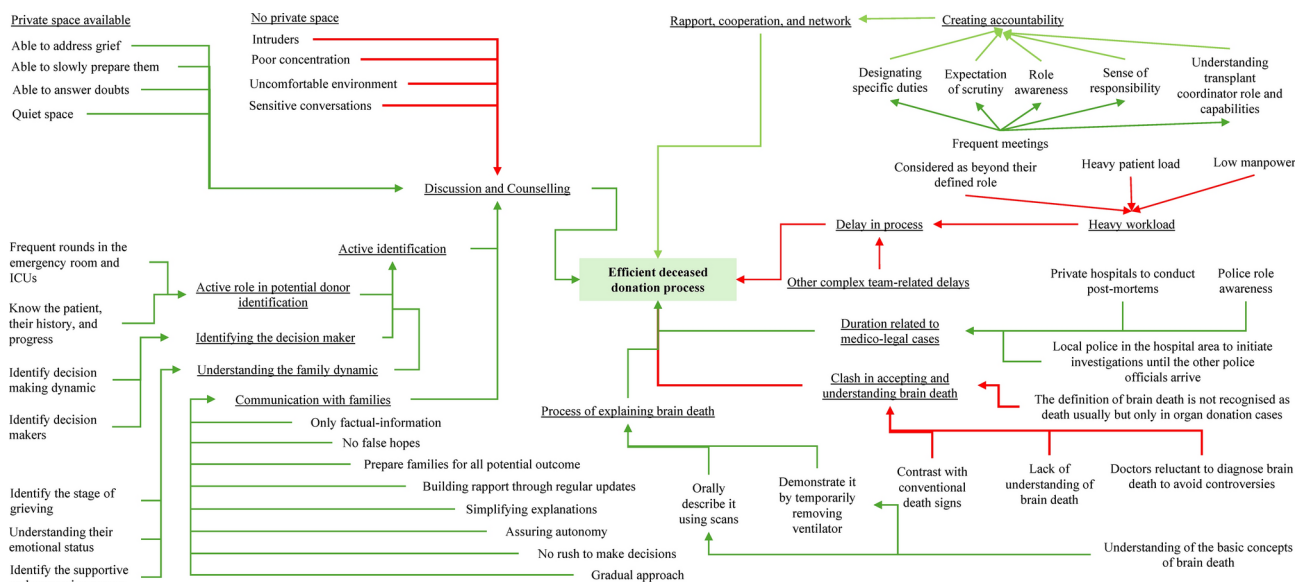 Private space available
Able to address grief
Able to slowly prepare them
Able to answer doubts
Quiet space
No private space
Intruders
Poor concentration
Uncomfortable environment
Sensitive conversations
Discussion and Counselling
Rapport, cooperation, and network
Creating accountability
Designating
specific duties
Expectation
of scrutiny
Role
awareness
Sense of
responsibility
Understanding
transplant
coordinator role and
capabilities
Frequent meetings
Considered as beyond their
defined role
Heavy patient load
Low manpower
Delay in process
Heavy workload
Other complex team-related delays
Efficient deceased
donation process
Frequent rounds in the
emergency room and
ICUs
Know the patient,
their history, and
progress
Active identification
Active role in potential donor
identification
Identifying the decision maker
Understanding the family dynamic
Communication with families
Identify decision
making dynamic
Identify decision
makers
Only factual-information
No false hopes
Prepare families for all potential outcome
Building rapport through regular updates
Simplifying explanations
Assuring autonomy
No rush to make decisions
Gradual approach
Identify the stage of
grieving
Understanding their
emotional status
Identify the supportive
Private hospitals to conduct
post-mortems
Police role
awareness
Duration related to
medico-legal cases
Local police in the hospital area to initiate
investigations until the other police
officials arrive
Clash in accepting and
understanding brain death
The definition of brain death is not recognised as
death usually but only in organ donation cases
Process of explaining brain death
Contrast with
conventional
death signs
Lack of
understanding of
brain death
Doctors reluctant to diagnose brain
death to avoid controversies
Orally
describe it
using scans
Demonstrate it
by temporarily
removing
ventilator
Understanding of the basic concepts
of brain death